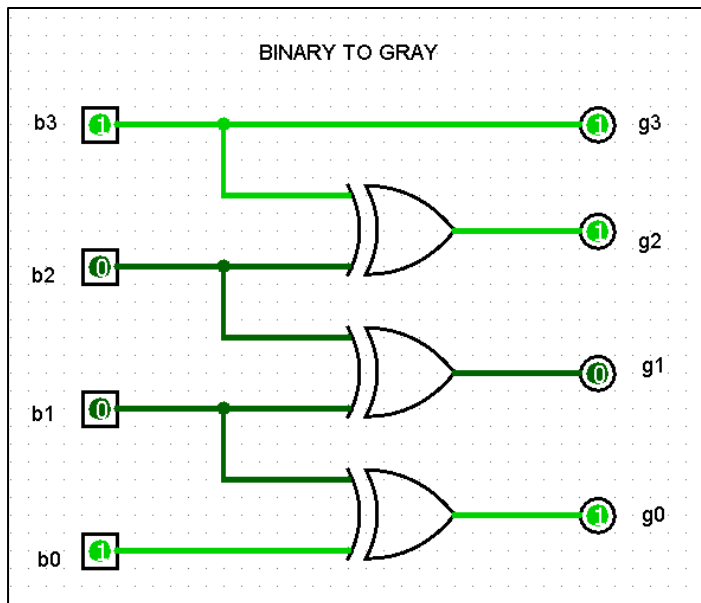 BINARY TO GRAY
b3 1 1 g3
1 g2
b2 0
0 g1
b1 0
1 g0
b0 1